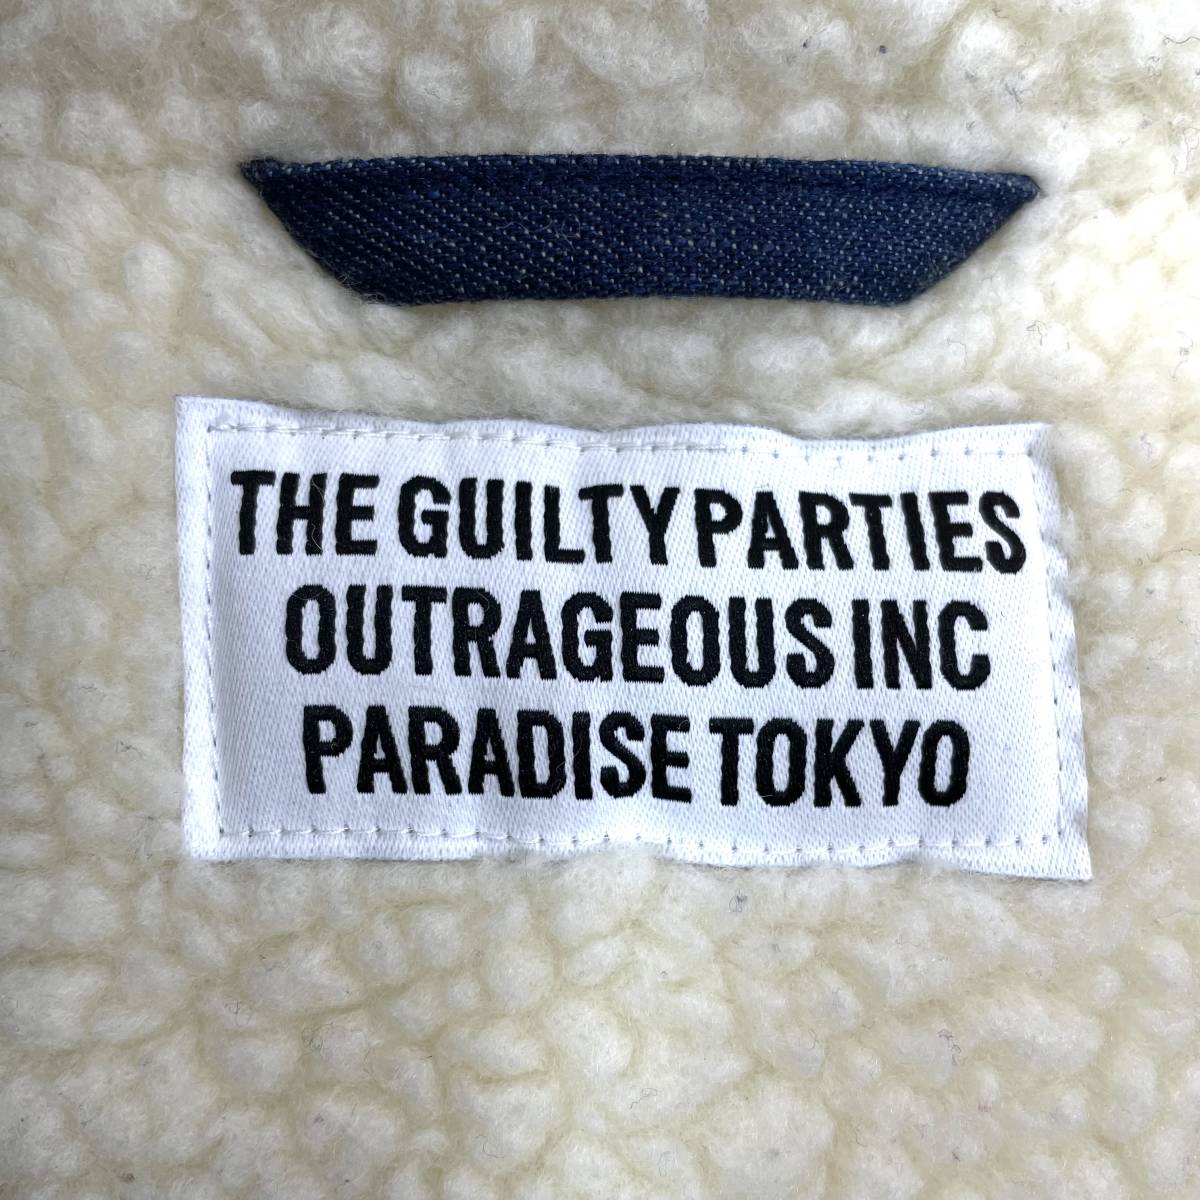 THE GUILTY PARTIES
OUTRAGEOUS INC
PARADISE TOKYO